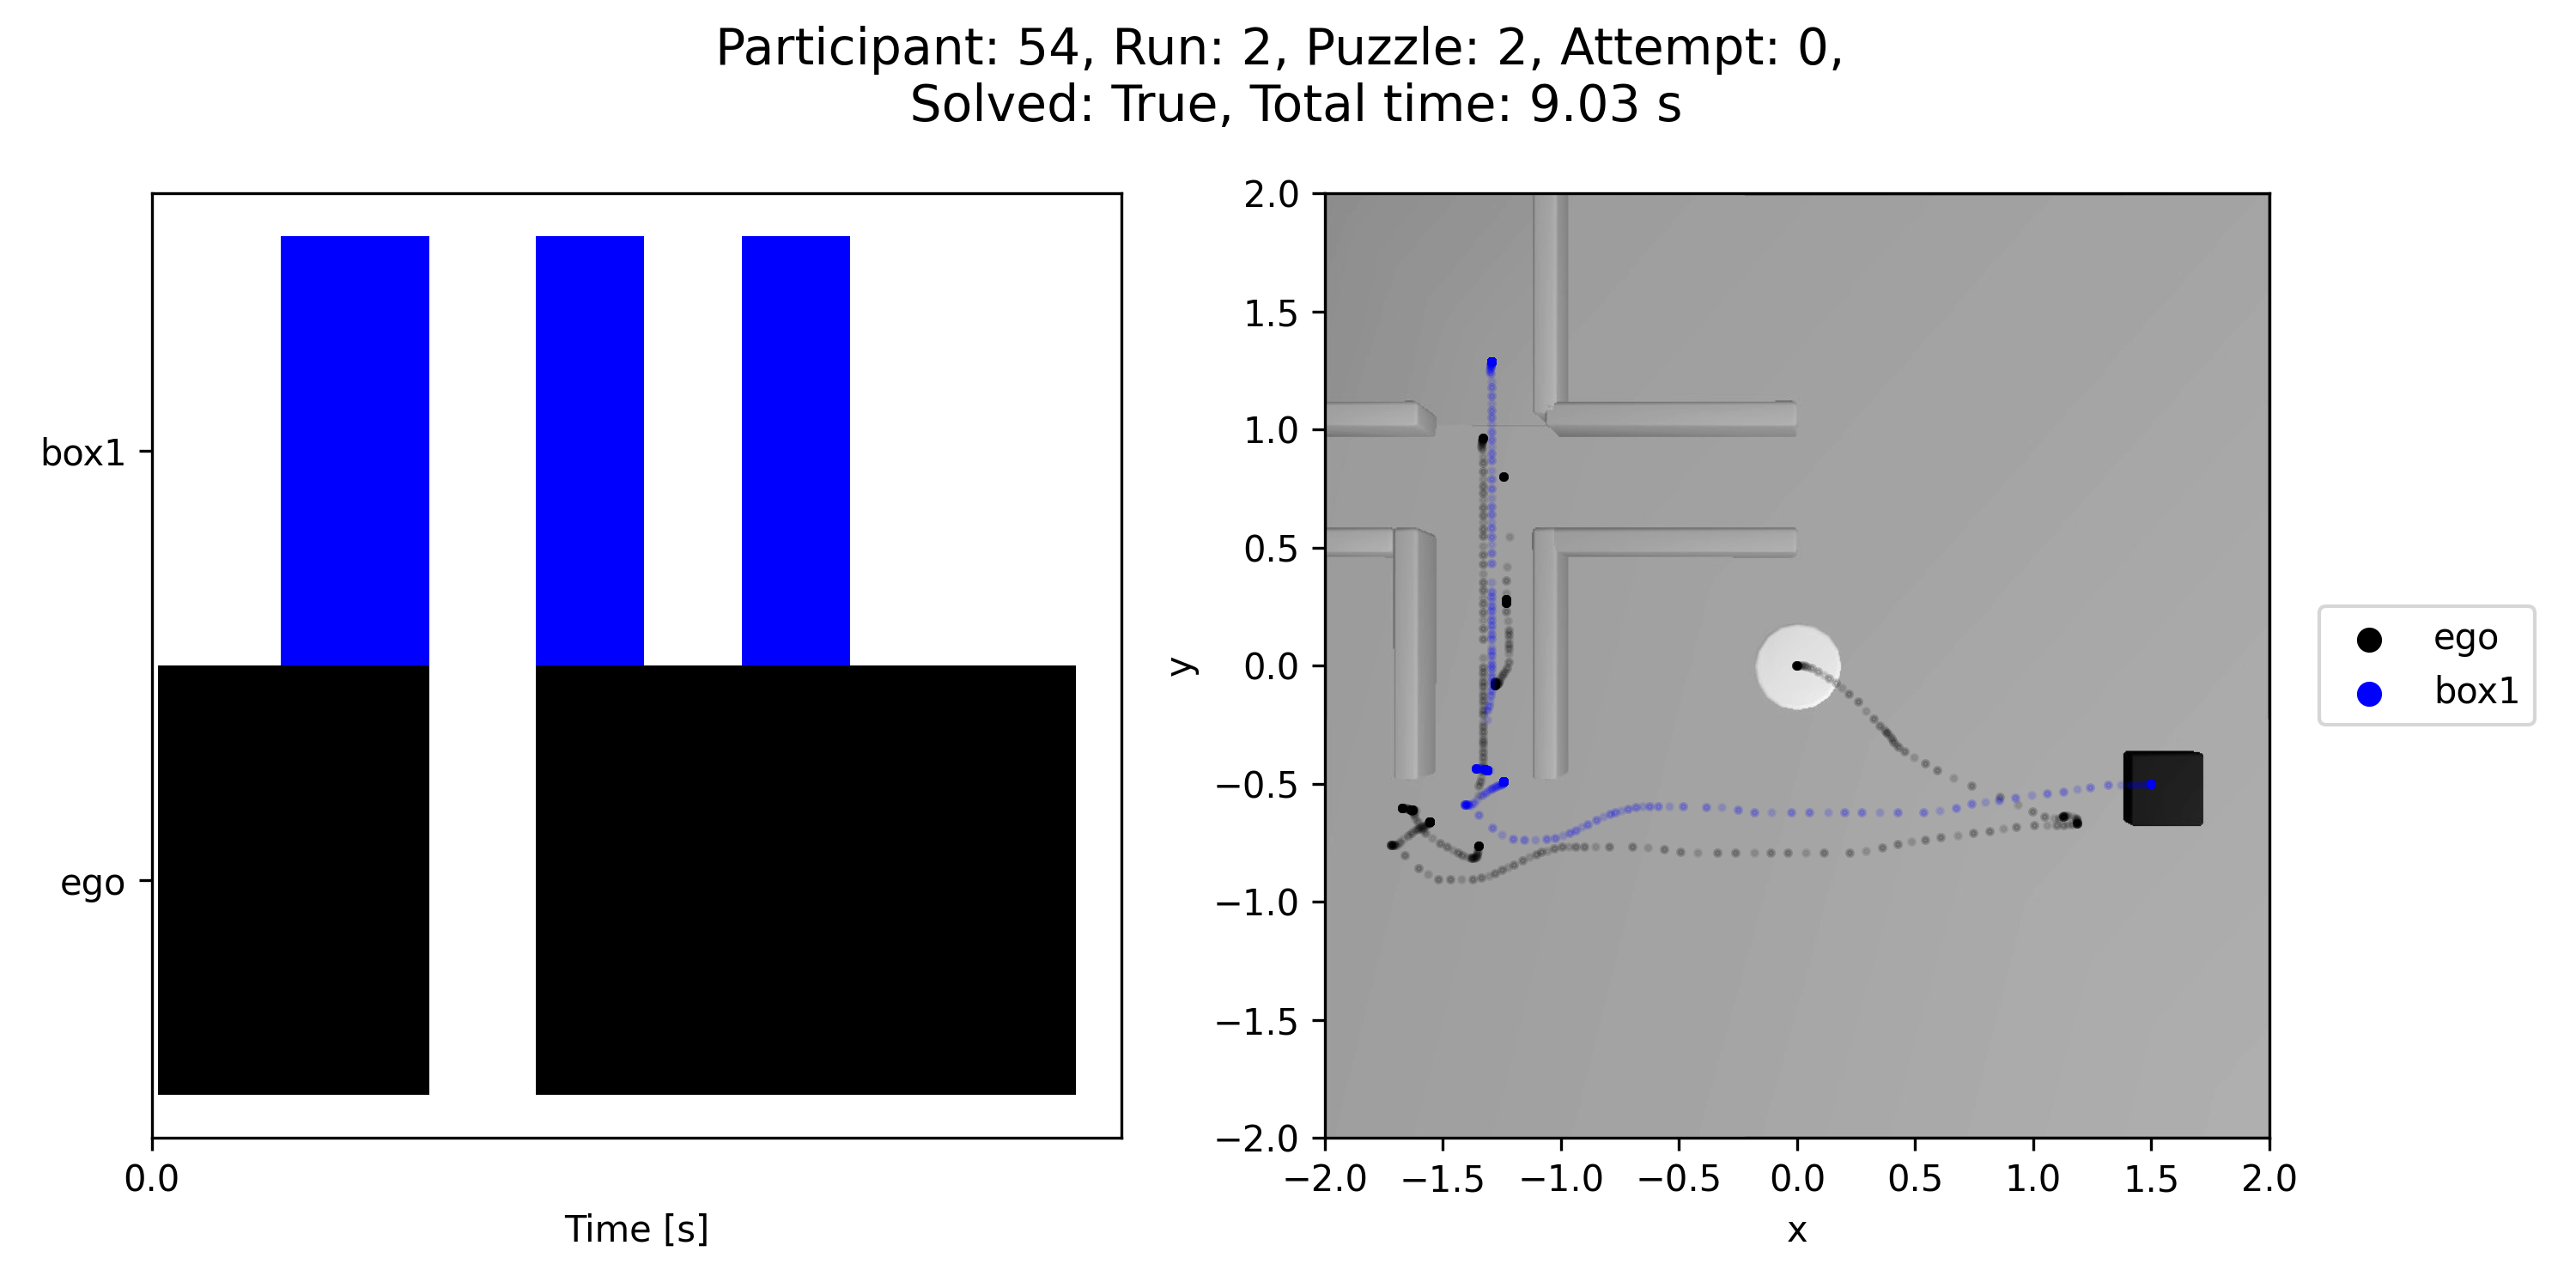 Participant: 54, Run: 2, Puzzle: 2, Attempt: 0,
Solved: True, Total time: 9.03 s
box1
ego
0.0
Time [s]
2.0
1.5
1.0
0.5
0.0
−0.5
−1.0
−1.5
−2.0
y
−2.0 −1.5 −1.0 −0.5 0.0 0.5 1.0 1.5 2.0
x
ego
box1